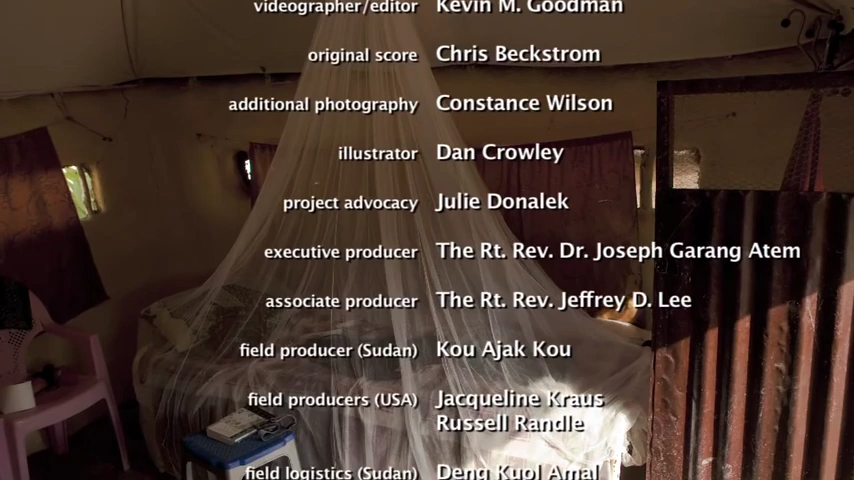 videographer/editor Kevin M. Goodman
original score Chris Beckstrom
additional photography Constance Wilson
illustrator Dan Crowley
project advocacy Julie Donalek
executive producer The Rt. Rev. Dr. Joseph Garang Atem
associate producer The Rt. Rev. Jeffrey D. Lee
field producer (Sudan) Kou Ajak Kou
field producers (USA) Jacqueline Kraus
Russell Randle
field logistics (Sudan) Deng Kuol Amal